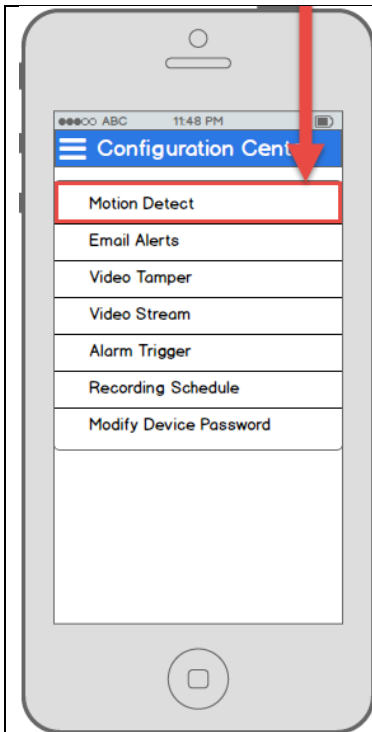 ABC 11:48 PM
Configuration Cent
Motion Detect
Email Alerts
Video Tamper
Video Stream
Alarm Trigger
Recording Schedule
Modify Device Password